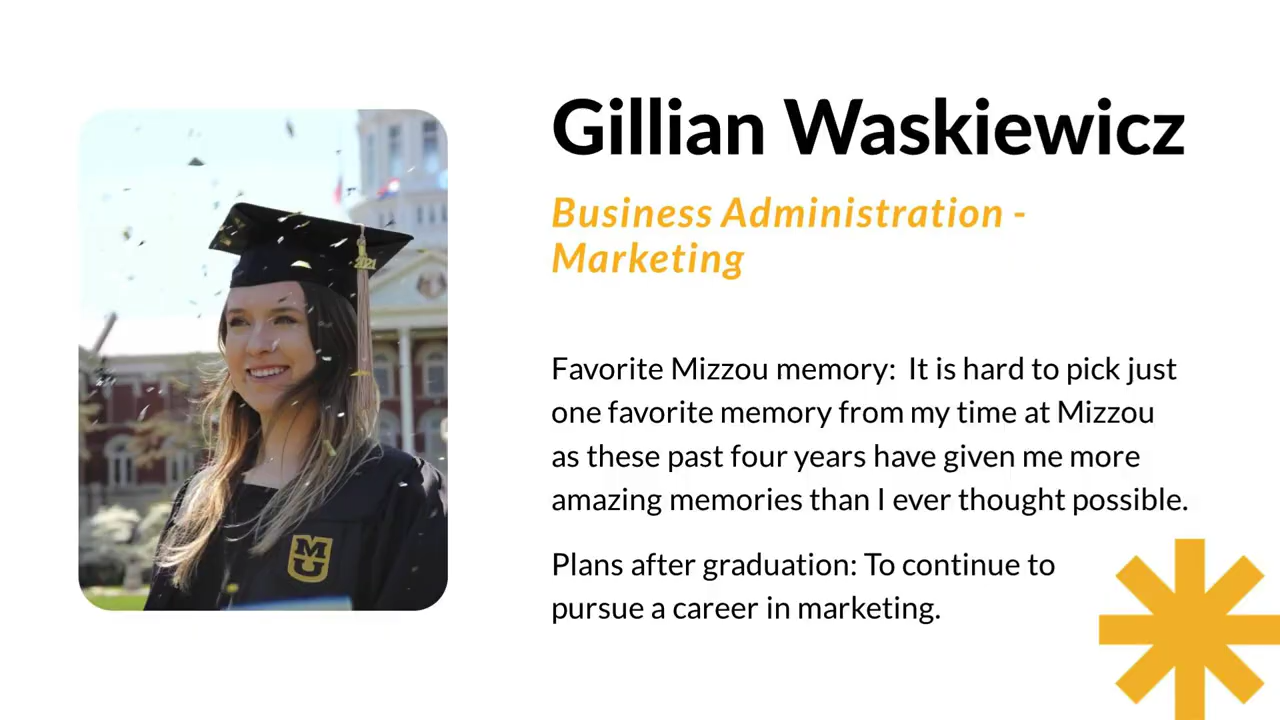 Gillian Waskiewicz
Business Administration -
Marketing
Favorite Mizzou memory:  It is hard to pick just
one favorite memory from my time at Mizzou
as these past four years have given me more
amazing memories than I ever thought possible.
Plans after graduation: To continue to
pursue a career in marketing.
2021
MU